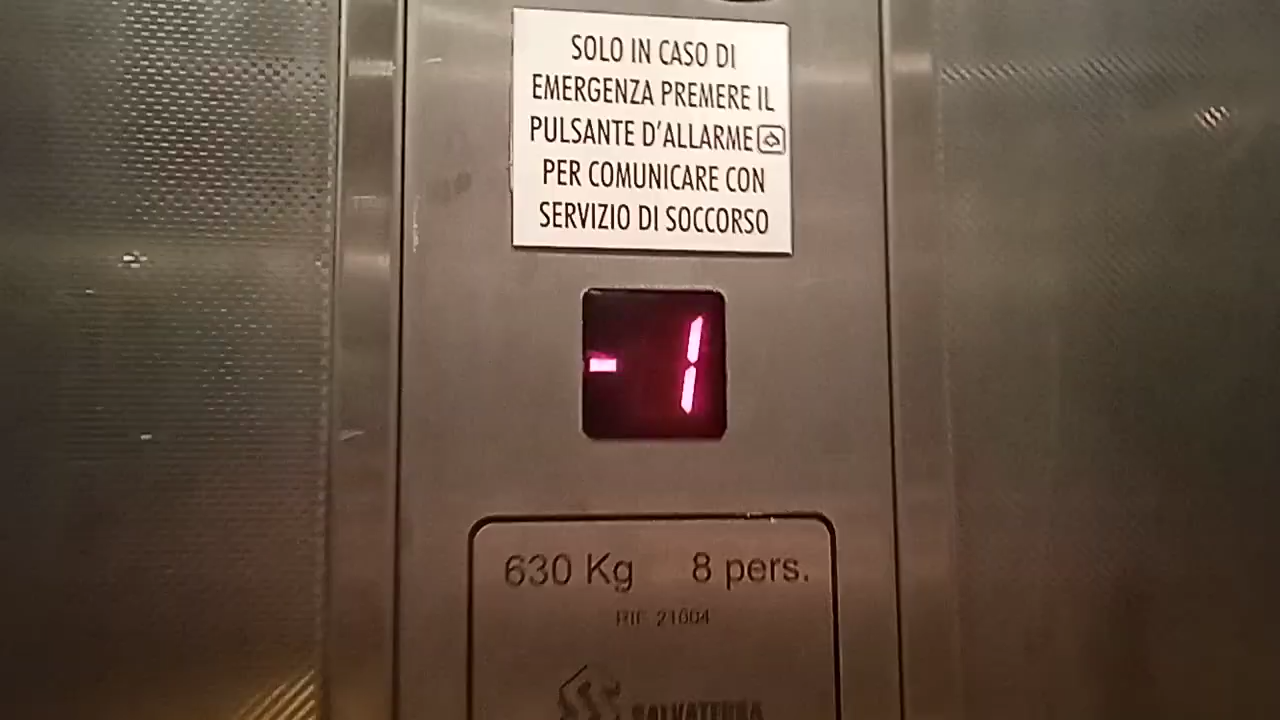 SOLO IN CASO DI
EMERGENZA PREMERE IL
PULSANTE D'ALLARME
PER COMUNICARE CON
SERVIZIO DI SOCCORSO
- 1
630 Kg 8 pers.
RIF 21004